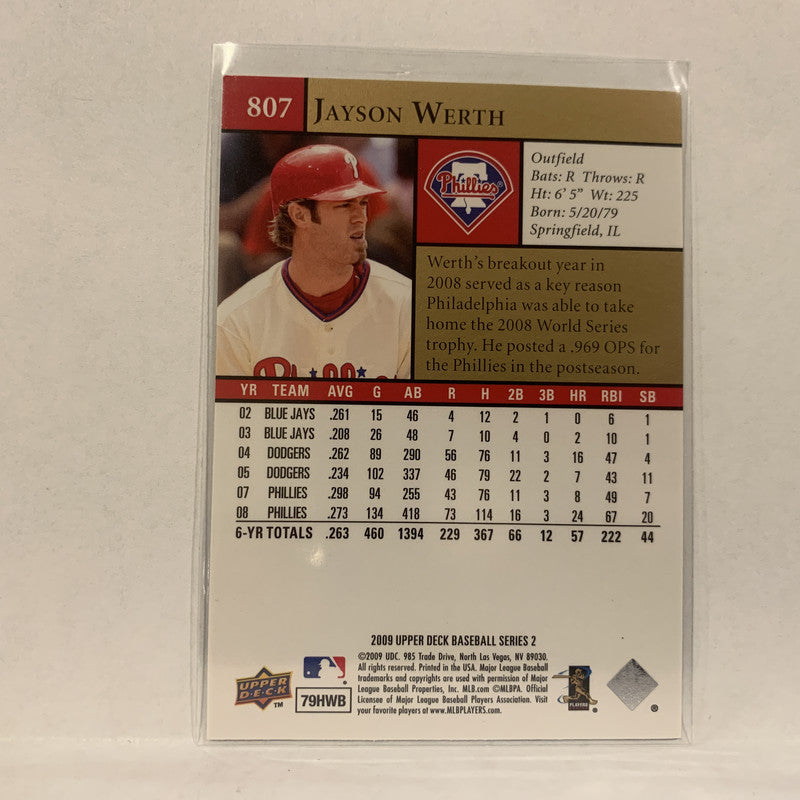 807 JAYSON WERTH
P
Phillies
Outfield
Bats: R Throws: R
Ht: 6' 5" Wt: 225
Born: 5/20/79
Springfield, IL
Werth's breakout year in
2008 served as a key reason
Philadelphia was able to take
home the 2008 World Series
trophy. He posted a .969 OPS for
the Phillies in the postseason.
Phillies
YR TEAM AVG G AB R H 2B 3B HR RBI SB
02 BLUE JAYS .261 15 46 4 12 2 1 0 6 1
03 BLUE JAYS .208 26 48 7 10 4 0 2 10 1
04 DODGERS .262 89 290 56 76 11 3 16 47 4
05 DODGERS .234 102 337 46 79 22 2 7 43 11
07 PHILLIES .298 94 255 43 76 11 3 8 49 7
08 PHILLIES .273 134 418 73 114 16 3 24 67 20
6-YR TOTALS .263 460 1394 229 367 66 12 57 222 44
2009 UPPER DECK BASEBALL SERIES 2
©2009 UDC. 985 Trade Drive, North Las Vegas, NV 89030.
All rights reserved. Printed in the USA. Major League Baseball
trademarks and copyrights are used with permission of Major
League Baseball Properties, Inc. MLB.com ©MLBPA. Official
Licensee of Major League Baseball Players Association. Visit
your favorite players at www.MLBPLAYERS.com.
UPPER
DECK
TM
79HWB
PLAYERS
®